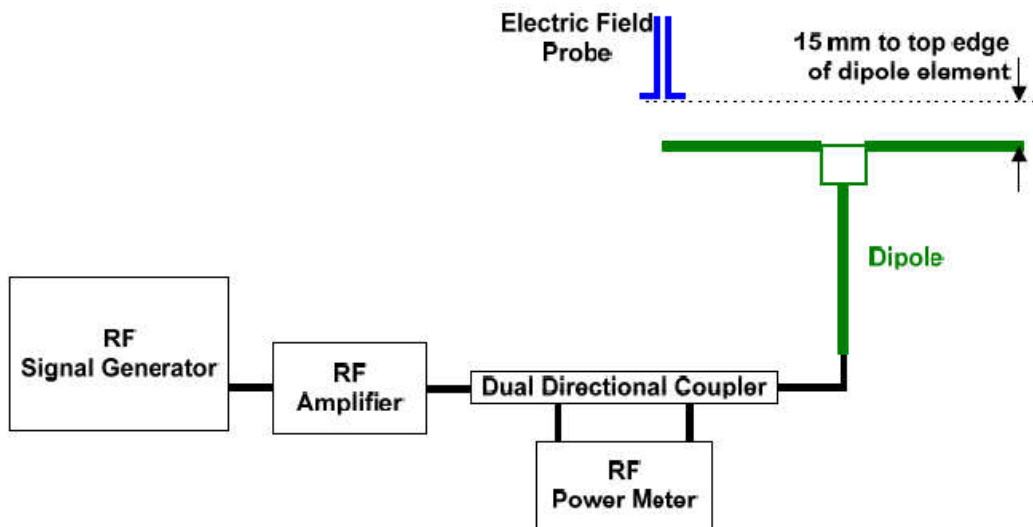 Electric Field
Probe
15 mm to top edge
of dipole element
Dipole
RF
Signal Generator
RF
Amplifier
Dual Directional Coupler
RF
Power Meter